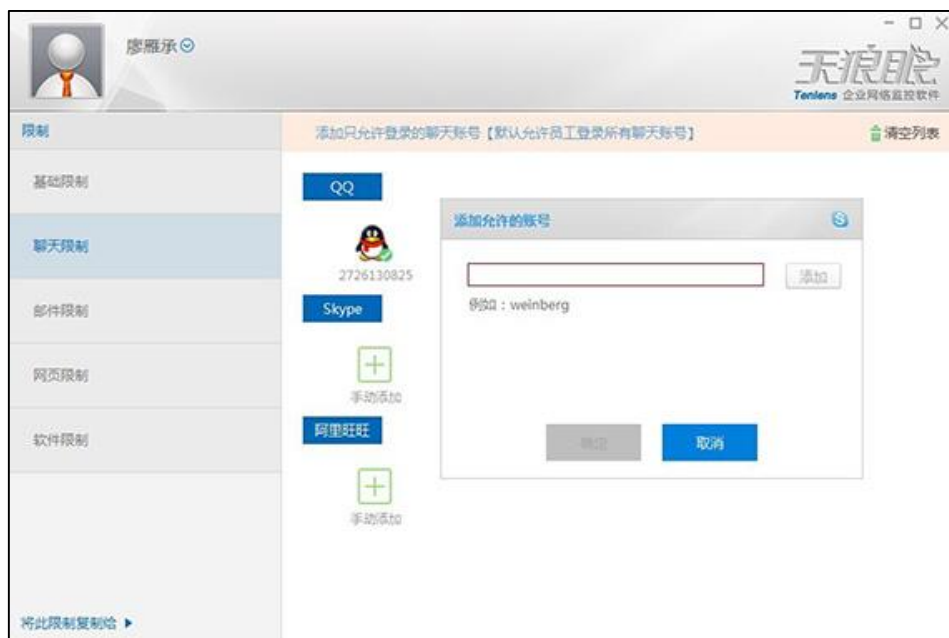 廖雁承
天狼眼
Tenlens 企业网络监控软件
限制
添加只允许登录的聊天账号【默认允许员工登录所有聊天账号】
清空列表
基础限制
聊天限制
邮件限制
网页限制
软件限制
将此限制复制给
QQ
2726130825
Skype
手动添加
阿里旺旺
手动添加
添加允许的账号
添加
例如：weinberg
确定
取消